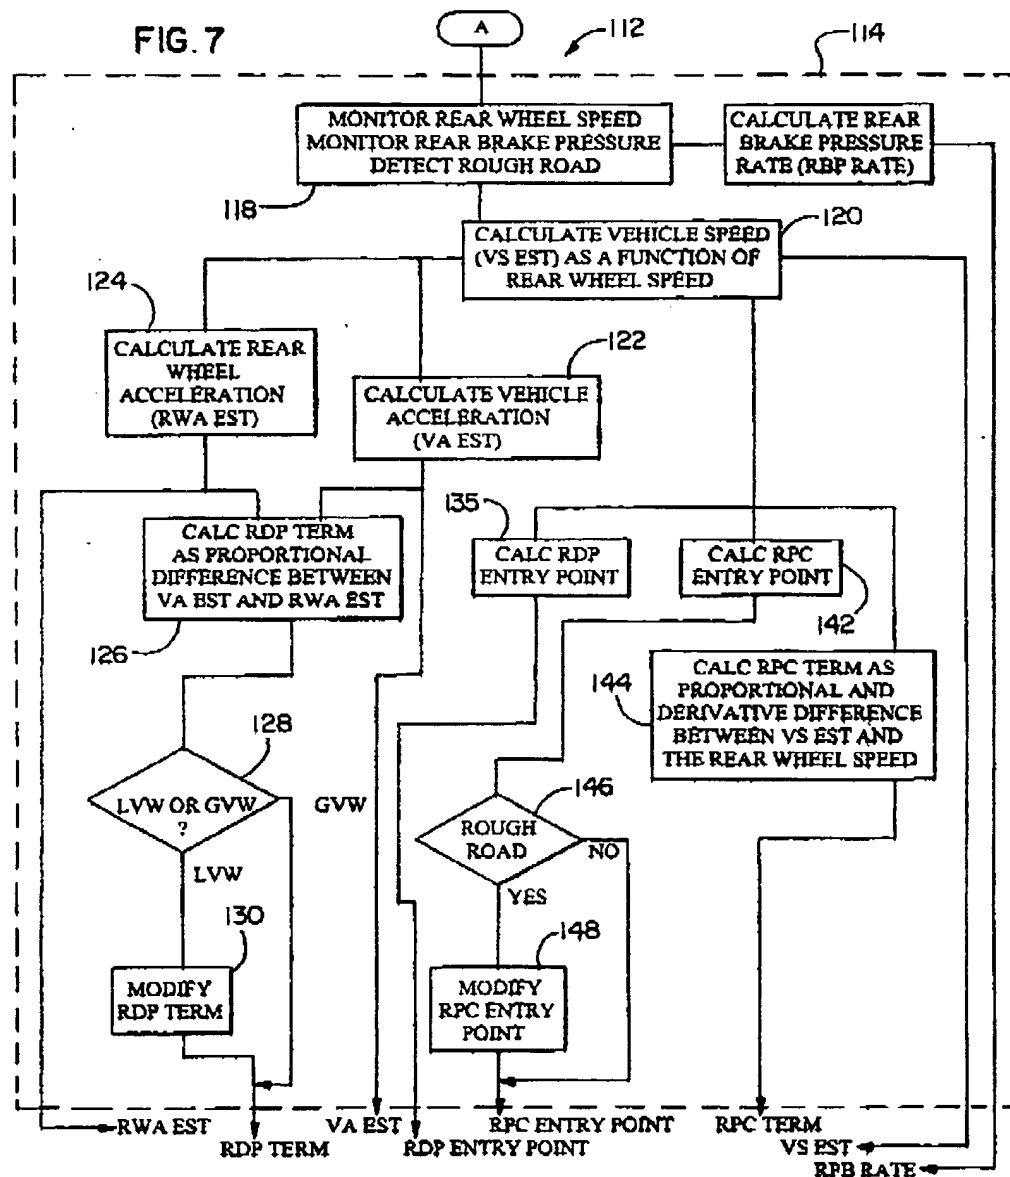 FIG. 7
A
112
114
MONITOR REAR WHEEL SPEED
MONITOR REAR BRAKE PRESSURE
DETECT ROUGH ROAD
CALCULATE REAR
BRAKE PRESSURE
RATE (RBP RATE)
118
120
CALCULATE VEHICLE SPEED
(VS EST) AS A FUNCTION OF
REAR WHEEL SPEED
124
CALCULATE REAR
WHEEL
ACCELERATION
(RWA EST)
122
CALCULATE VEHICLE
ACCELERATION
(VA EST)
135
CALC RDP TERM
AS PROPORTIONAL
DIFFERENCE BETWEEN
VA EST AND RWA EST
126
CALC RDP
ENTRY POINT
CALC RPC
ENTRY POINT
142
144
CALC RPC TERM AS
PROPORTIONAL AND
DERIVATIVE DIFFERENCE
BETWEEN VS EST AND
THE REAR WHEEL SPEED
128
LVW OR GVW
?
GVW
LVW
146
ROUGH
ROAD
NO
YES
130
MODIFY
RDP TERM
148
MODIFY
RPC ENTRY
POINT
RWA EST
RDP TERM
VA EST
RDP ENTRY POINT
RPC ENTRY POINT
RPC TERM
VS EST
RPB RATE